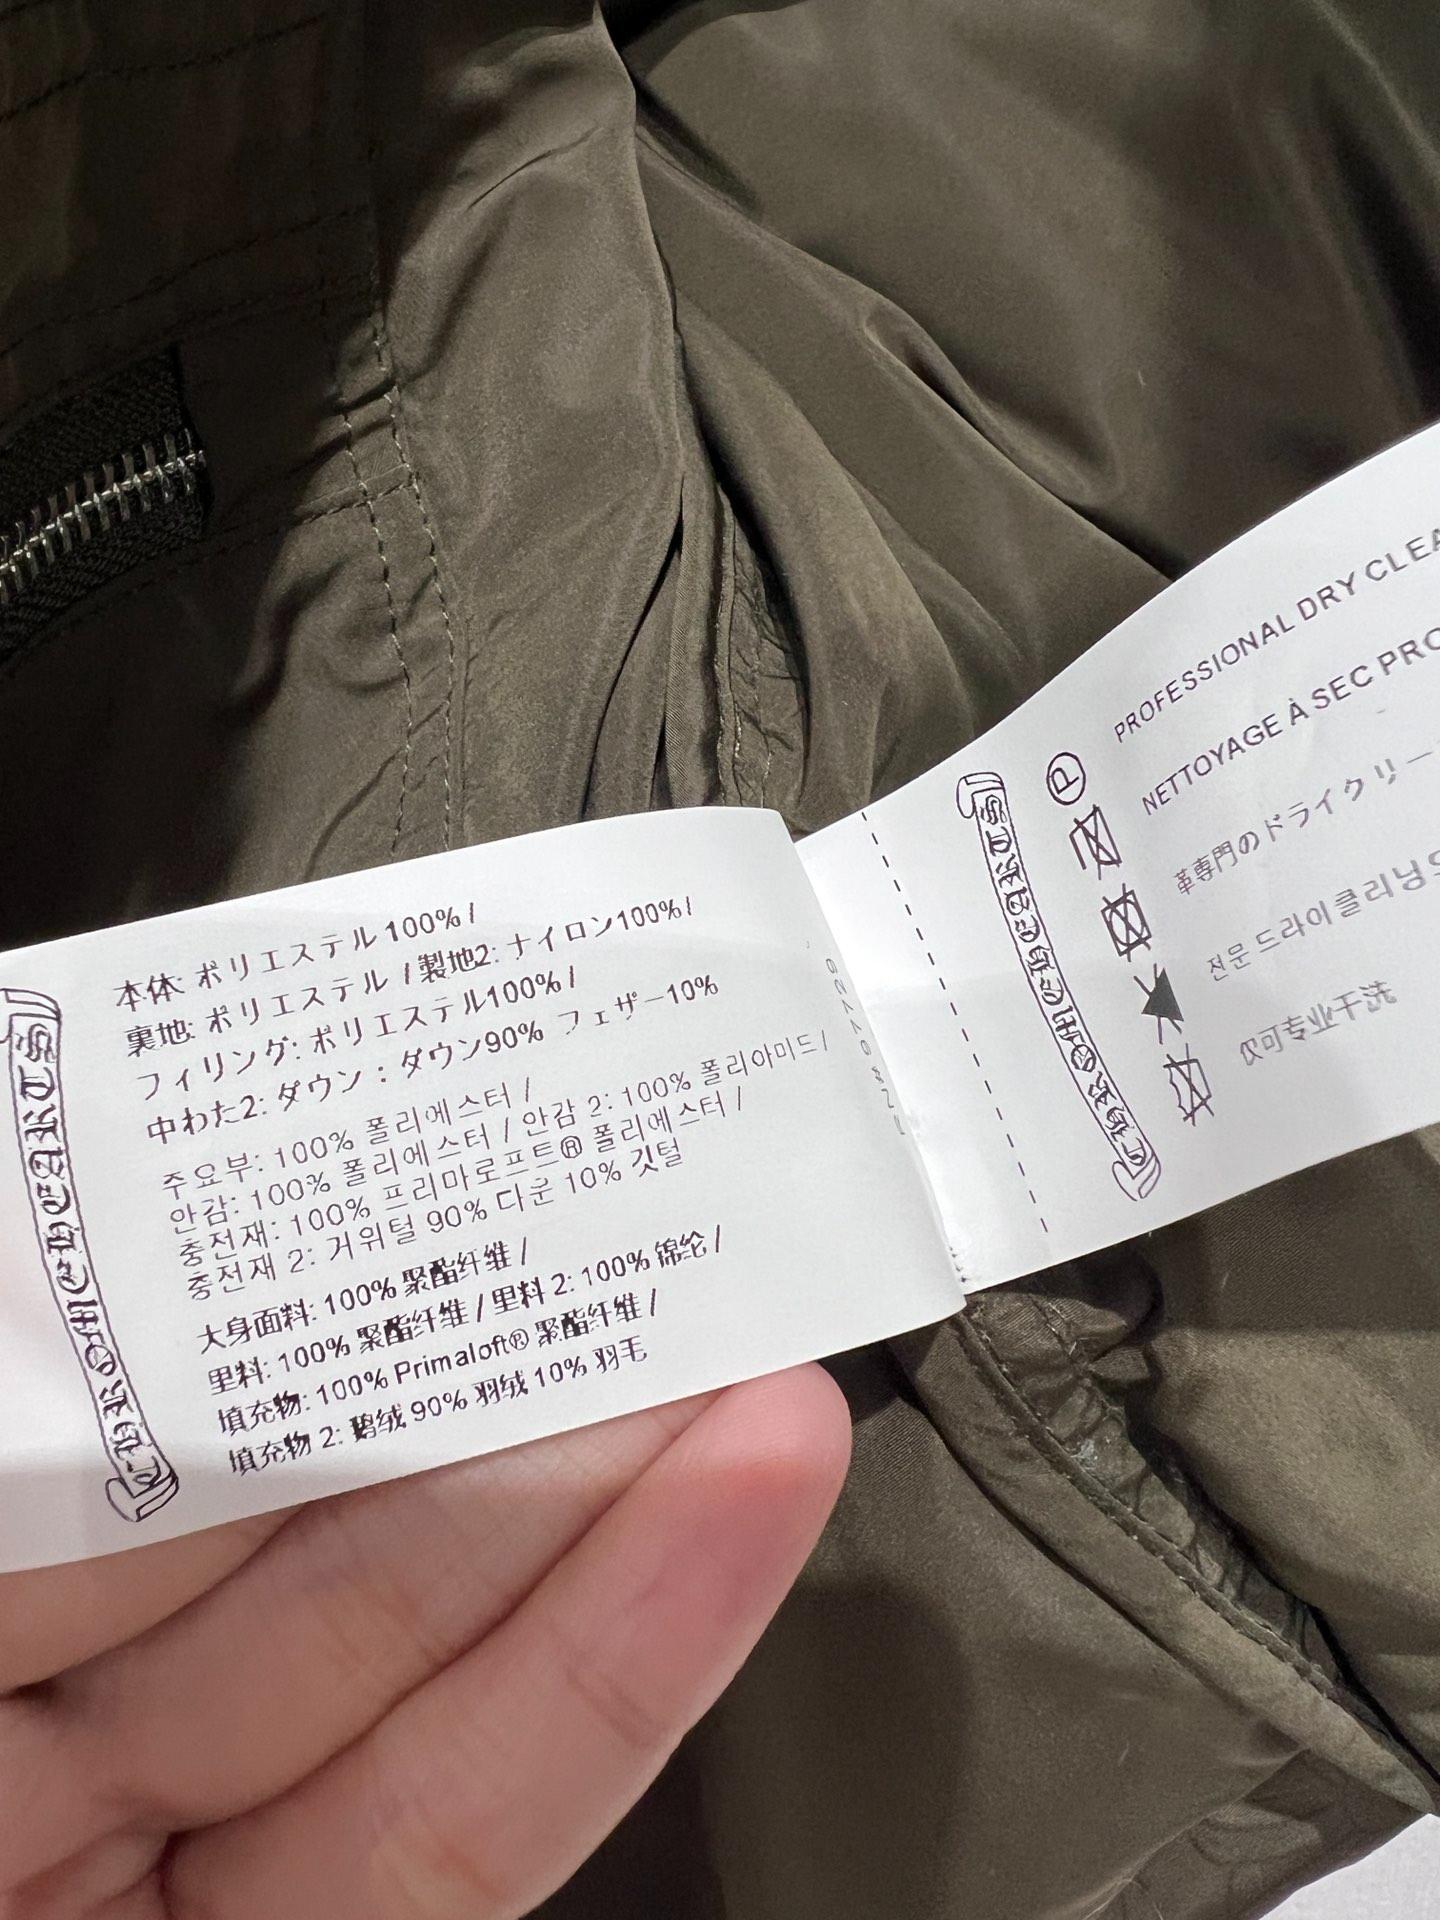 CHROME HEARTS
本体: ポリエステル100% /
裏地: ポリエステル / 製地2: ナイロン100% /
フィリング: ポリエステル100% /
中わた2: ダウン : ダウン90% フェザー10%
주요부: 100% 폴리에스터 /
안감: 100% 폴리에스터 / 안감 2: 100% 폴리아미드 /
충전재: 100% 프리마로프트® 폴리에스터 /
충전재 2: 거위털 90% 다운 10% 깃털
大身面料: 100% 聚酯纤维 /
里料: 100% 聚酯纤维 / 里料 2: 100% 锦纶 /
填充物: 100% Primaloft® 聚酯纤维 /
填充物 2: 鹅绒 90% 羽绒 10% 羽毛
CHROME HEARTS
P
PROFESSIONAL DRY CLEA
NETTOYAGE À SEC PRO
革専門のドライクリー
전문 드라이클리닝
仅可专业干洗